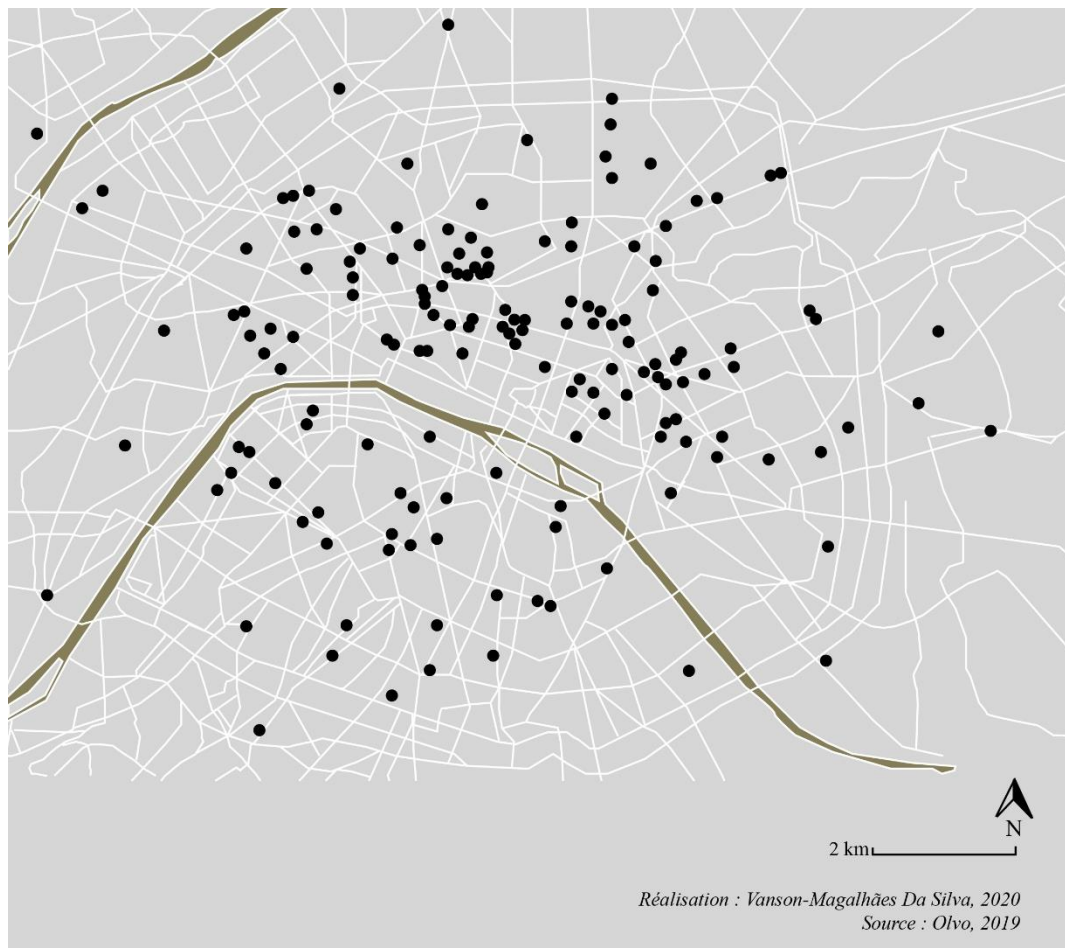 N
2 km
Réalisation : Vanson-Magalhães Da Silva, 2020
Source : Olvo, 2019